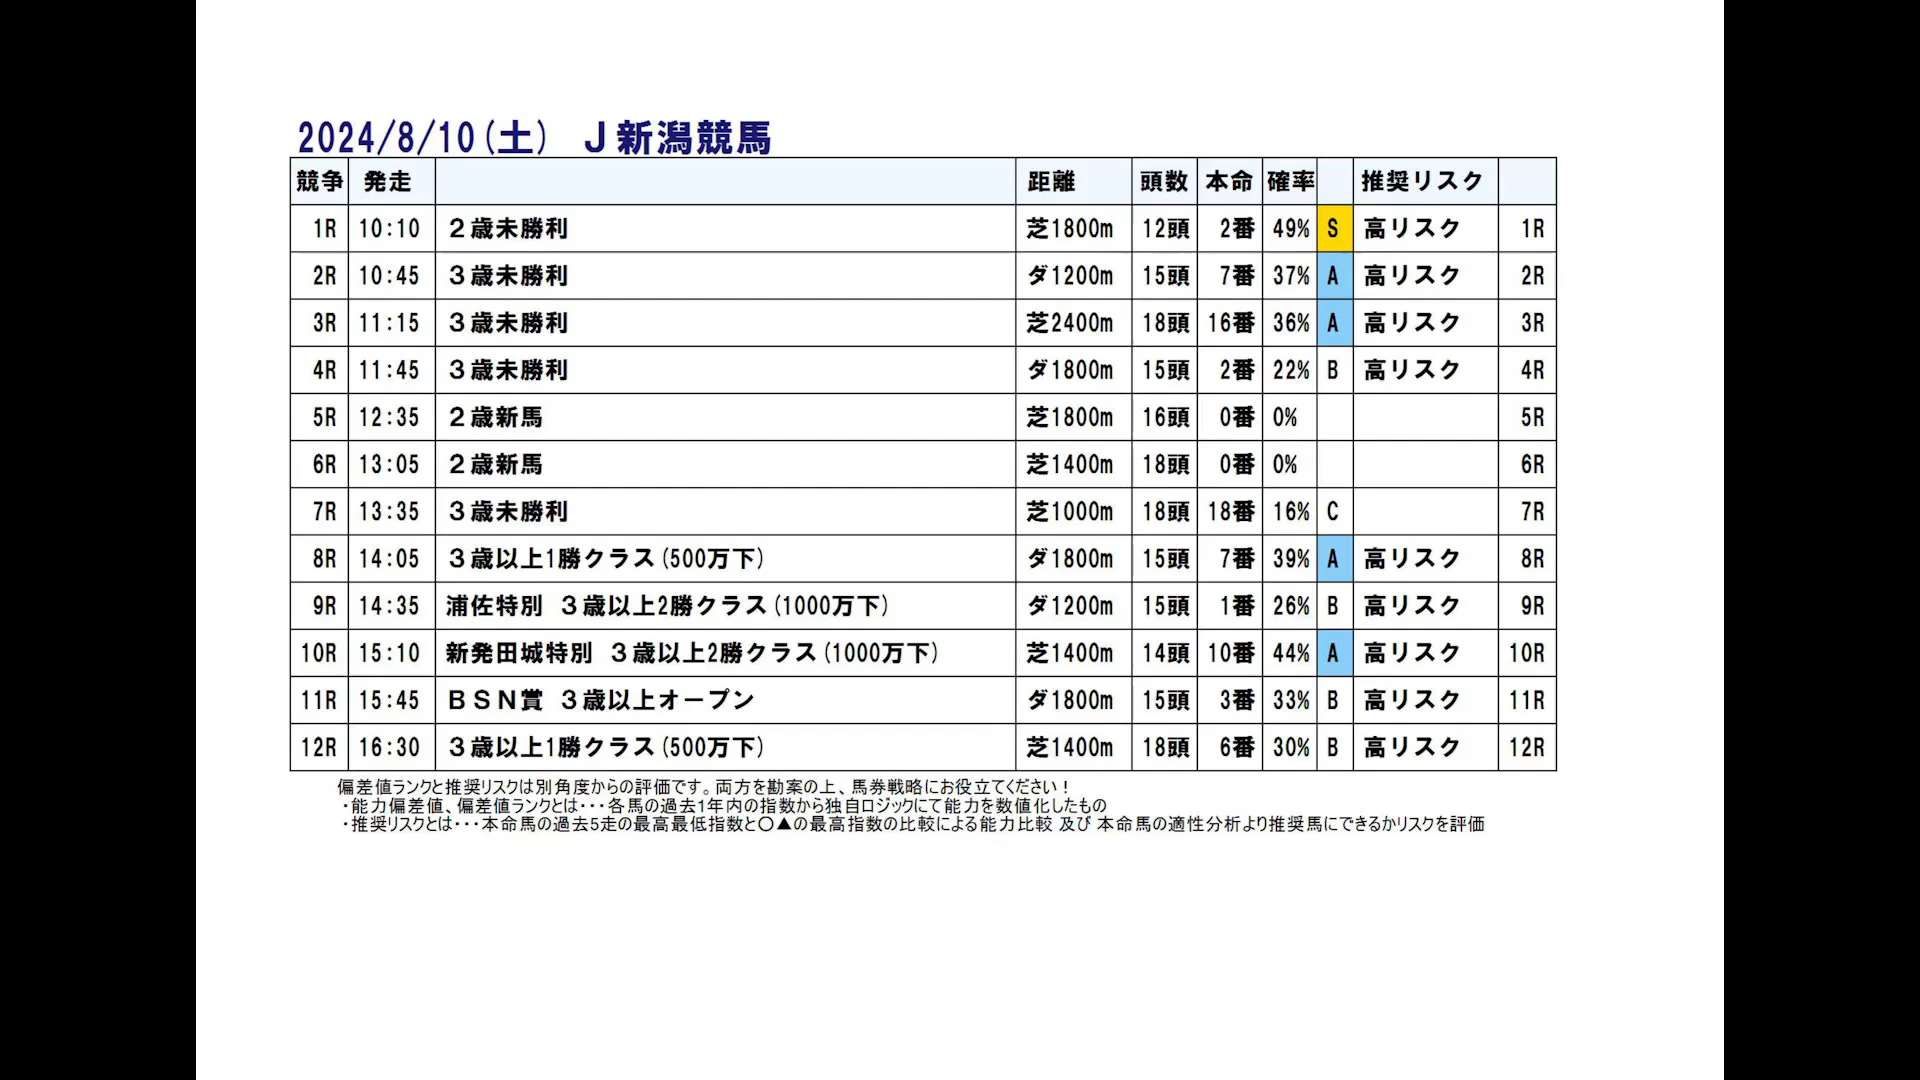 2024/8/10(土) J新潟競馬
競争 発走 距離 頭数 本命 確率 推奨リスク
1R 10:10 ２歳未勝利 芝1800m 12頭 2番 49% S 高リスク 1R
2R 10:45 ３歳未勝利 ダ1200m 15頭 7番 37% A 高リスク 2R
3R 11:15 ３歳未勝利 芝2400m 18頭 16番 36% A 高リスク 3R
4R 11:45 ３歳未勝利 ダ1800m 15頭 2番 22% B 高リスク 4R
5R 12:35 ２歳新馬 芝1800m 16頭 0番 0% 5R
6R 13:05 ２歳新馬 芝1400m 18頭 0番 0% 6R
7R 13:35 ３歳未勝利 芝1000m 18頭 18番 16% C 7R
8R 14:05 ３歳以上1勝クラス(500万下) ダ1800m 15頭 7番 39% A 高リスク 8R
9R 14:35 浦佐特別 ３歳以上2勝クラス(1000万下) ダ1200m 15頭 1番 26% B 高リスク 9R
10R 15:10 新発田城特別 ３歳以上2勝クラス(1000万下) 芝1400m 14頭 10番 44% A 高リスク 10R
11R 15:45 ＢＳＮ賞 ３歳以上オープン ダ1800m 15頭 3番 33% B 高リスク 11R
12R 16:30 ３歳以上1勝クラス(500万下) 芝1400m 18頭 6番 30% B 高リスク 12R
偏差値ランクと推奨リスクは別角度からの評価です。両方を勘案の上、馬券戦略にお役立てください！
・能力偏差値、偏差値ランクとは・・・各馬の過去1年内の指数から独自ロジックにて能力を数値化したもの
・推奨リスクとは・・・本命馬の過去5走の最高最低指数と〇▲の最高指数の比較による能力比較 及び 本命馬の適性分析より推奨馬にできるかリスクを評価